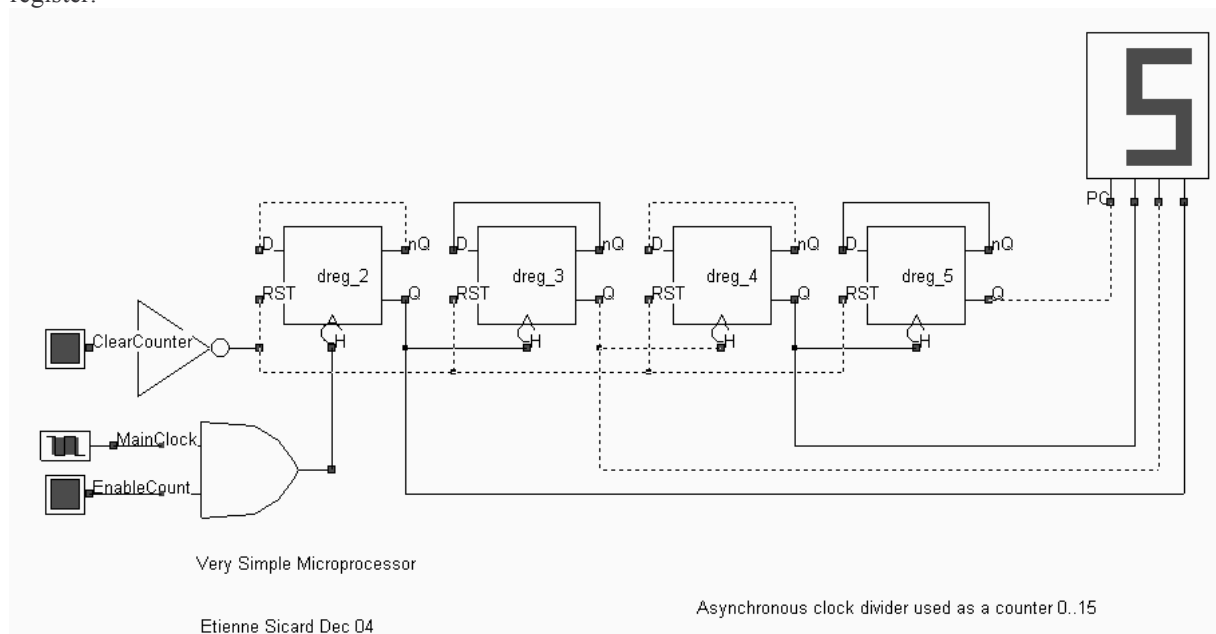 register.
PC
D nQ D nQ D nQ D nQ
dreg_2 dreg_3 dreg_4 dreg_5
RST Q RST Q RST Q RST Q
ClearCounter H H H H
MainClock
EnableCount
Very Simple Microprocessor
Asynchronous clock divider used as a counter 0..15
Etienne Sicard Dec 04